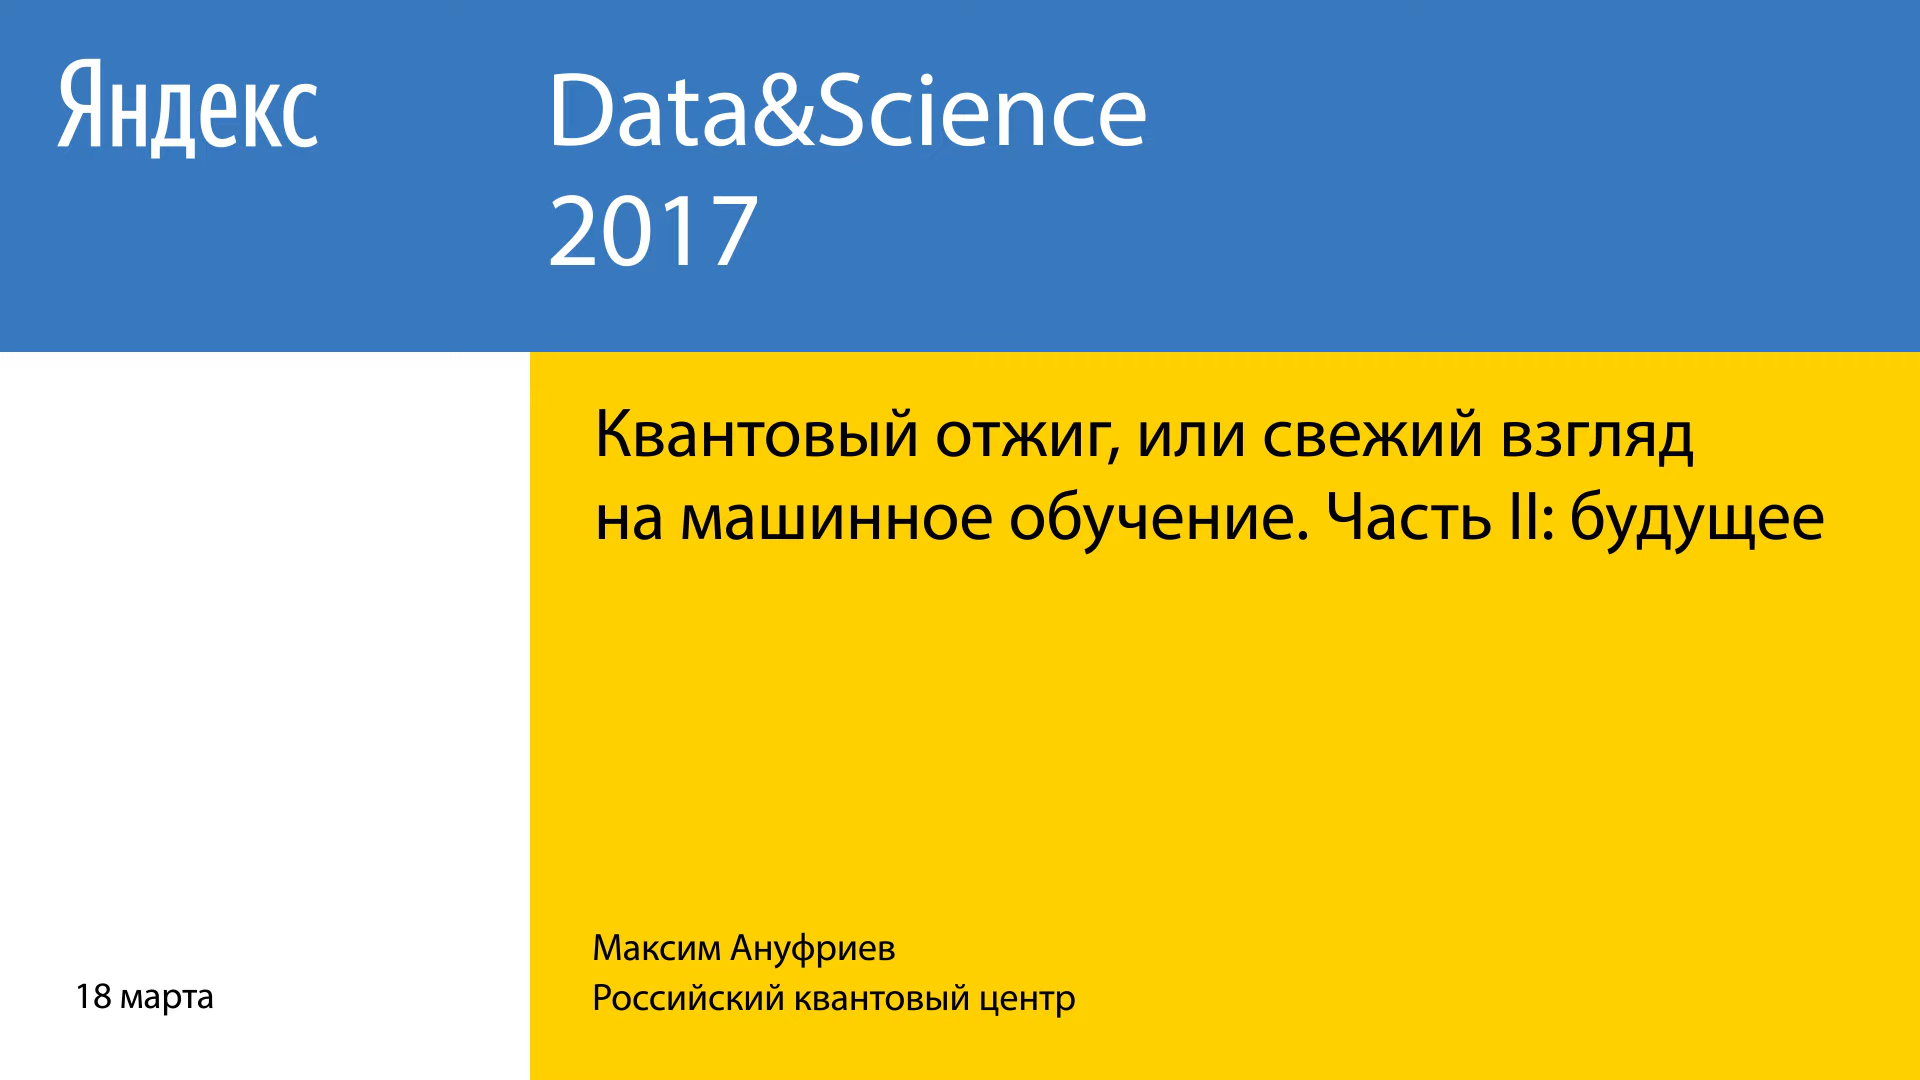 Яндекс
Data&Science
2017
Квантовый отжиг, или свежий взгляд
на машинное обучение. Часть II: будущее
Максим Ануфриев
Российский квантовый центр
18 марта